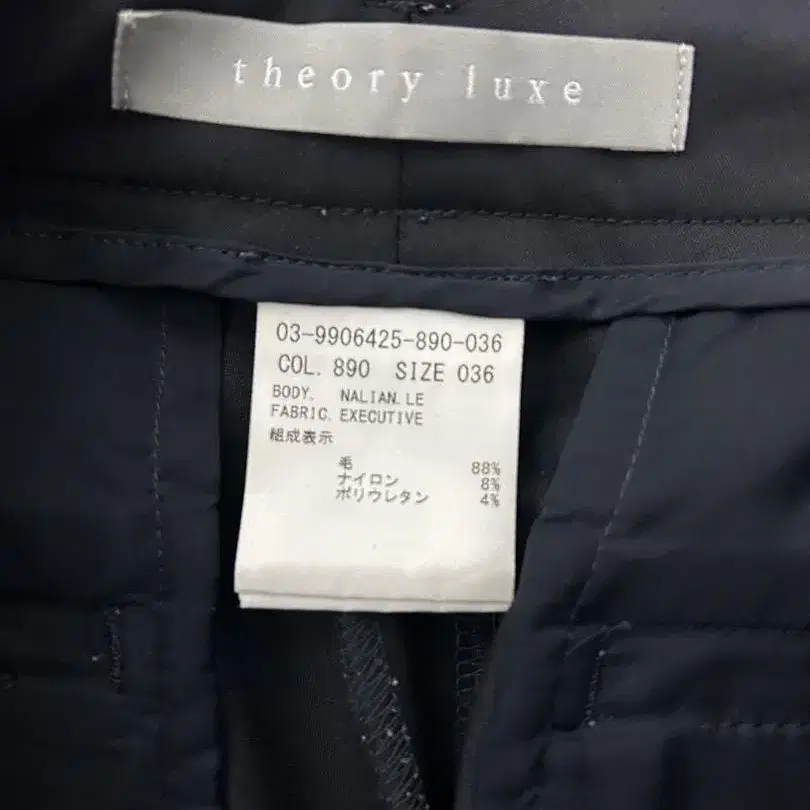 theory luxe
03-9906425-890-036
COL. 890 SIZE 036
BODY. NALIAN.LE
FABRIC. EXECUTIVE
組成表示
毛 88%
ナイロン 8%
ポリウレタン 4%